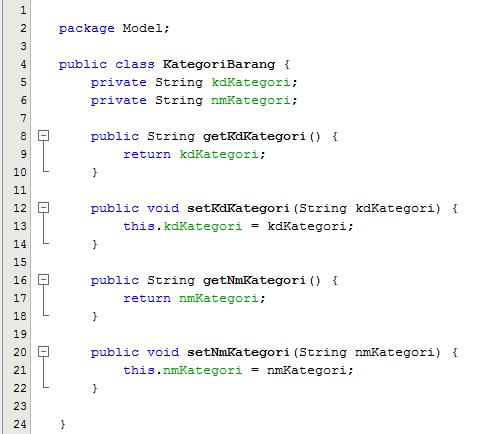 1
2 package Model;
3
4 public class KategoriBarang {
5 private String kdKategori;
6 private String nmKategori;
7
8 public String getKdKategori() {
9 return kdKategori;
10 }
11
12 public void setKdKategori(String kdKategori) {
13 this.kdKategori = kdKategori;
14 }
15
16 public String getNmKategori() {
17 return nmKategori;
18 }
19
20 public void setNmKategori(String nmKategori) {
21 this.nmKategori = nmKategori;
22 }
23
24 }